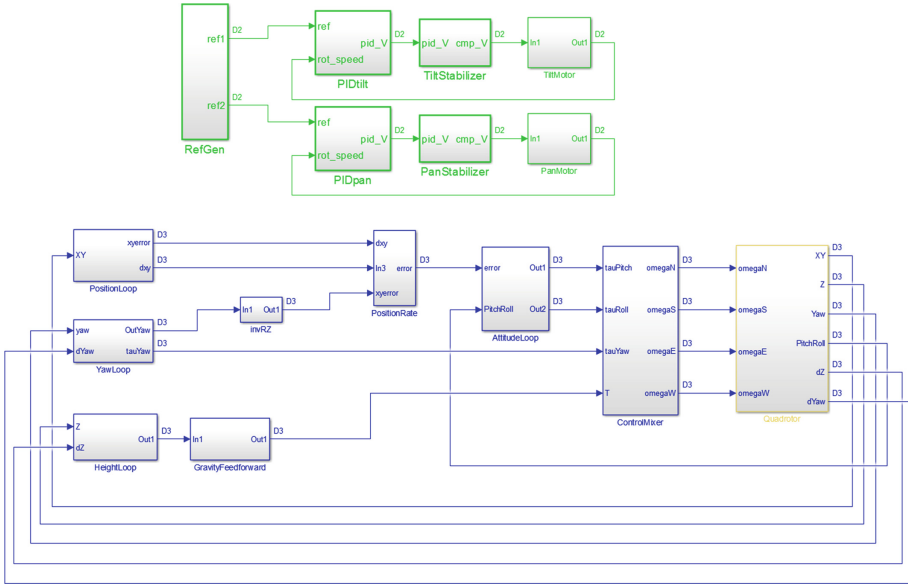 ref1 D2
ref2 D2
RefGen
ref
rot_speed
pid_V D2
PIDtilt
pid_V cmp_V D2
TiltStabilizer
In1 Out1 D2
TiltMotor
ref
rot_speed
pid_V D2
PIDpan
pid_V cmp_V D2
PanStabilizer
In1 Out1 D2
PanMotor
XY xyerror D3
dxy D3
PositionLoop
yaw OutYaw D3
dYaw tauYaw D3
YawLoop
In1 Out1 D3
invRZ
dxy
In3 error D3
xyerror
PositionRate
error Out1 D3
PitchRoll Out2 D3
AttitudeLoop
tauPitch omegaN D3
tauRoll omegaS D3
tauYaw omegaE D3
T omegaW D3
ControlMixer
omegaN XY D3
Z D3
omegaS Yaw D3
omegaE PitchRoll D3
dZ D3
omegaW dYaw D3
Quadrotor
Z
dZ Out1 D3
HeightLoop
In1 Out1 D3
GravityFeedforward